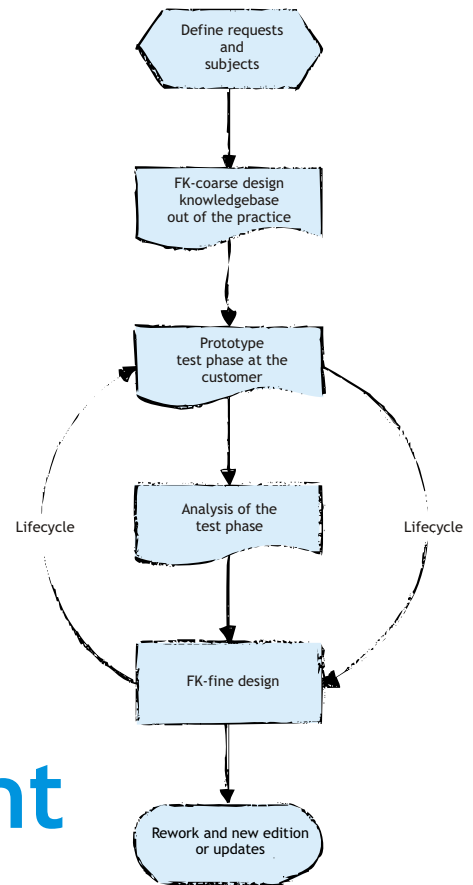 Define requests
and
subjects
FK-coarse design
knowledgebase
out of the practice
Prototype
test phase at the
customer
Analysis of the
test phase
Lifecycle
Lifecycle
FK-fine design
nt
Rework and new edition
or updates